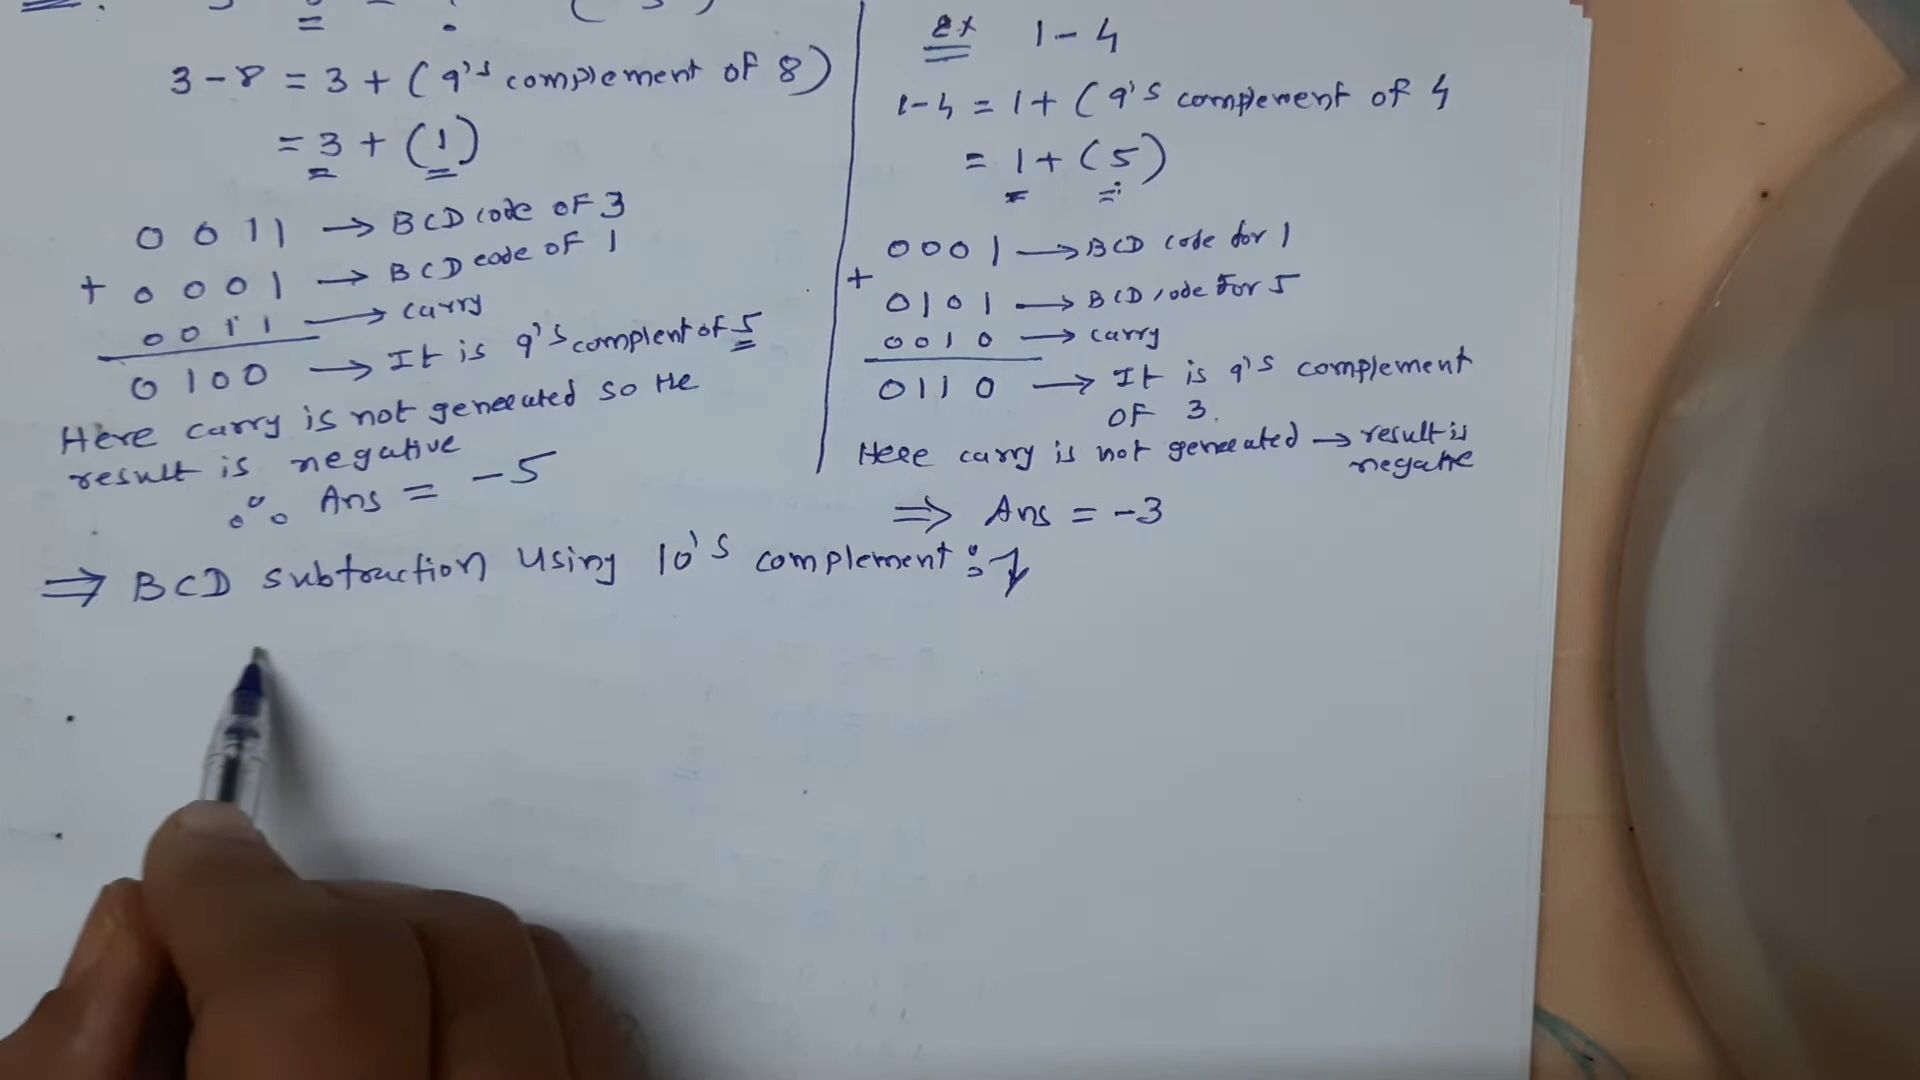 3 - 8 = 3 + ( 9's complement of 8 )
= 3 + ( 1 )
0 0 1 1 → BCD code of 3
+ 0 0 0 1 → BCD code of 1
0 0 1 1 → carry
0 1 0 0 → It is 9's complent of 5
Here carry is not genereated so the
result is negative
∴ Ans = -5
ex 1 - 4
1 - 4 = 1 + ( 9's complement of 4
= 1 + ( 5 )
0 0 0 1 → BCD code for 1
+ 0 1 0 1 → BCD code for 5
0 0 1 0 → carry
0 1 1 0 → It is 9's complement
of 3.
Here carry is not genereated → result is
negative
⇒ Ans = -3
⇒ BCD subtraction using 10's complement :